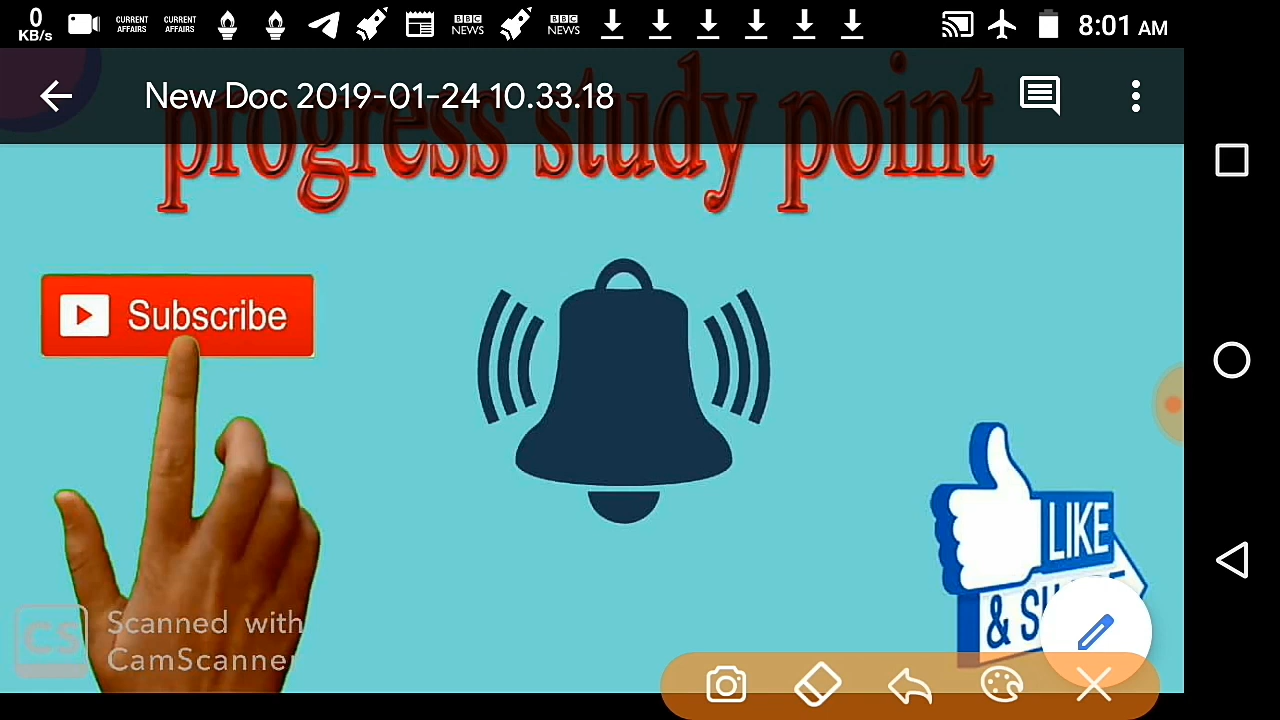 0
KB/s
CURRENT
AFFAIRS
CURRENT
AFFAIRS
BBC
NEWS
BBC
NEWS
8:01 AM
New Doc 2019-01-24 10.33.18
progress study point
Subscribe
LIKE
&
CS
Scanned with
CamScanner